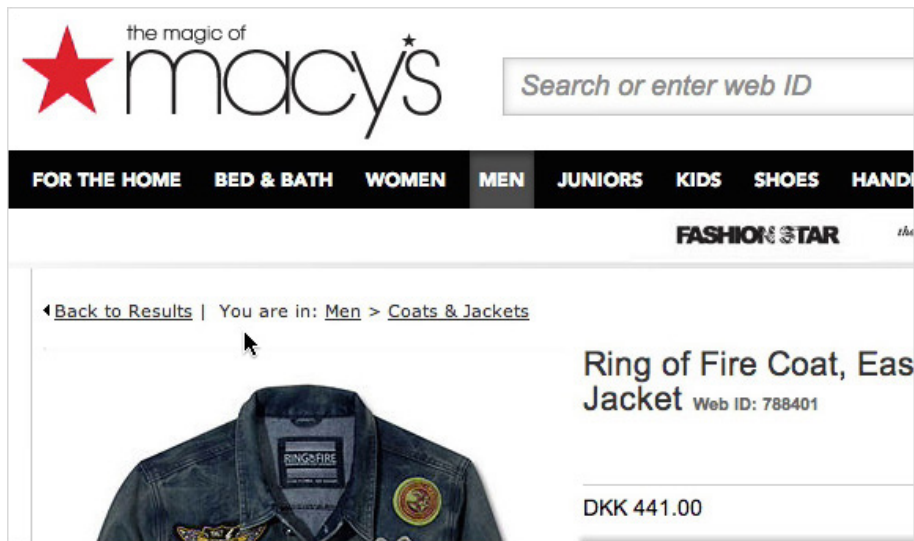 the magic of
macy's
Search or enter web ID
FOR THE HOME BED & BATH WOMEN MEN JUNIORS KIDS SHOES HAND
FASHION STAR the
Back to Results | You are in: Men > Coats & Jackets
Ring of Fire Coat, Eas
Jacket Web ID: 788401
RING OF FIRE
DKK 441.00